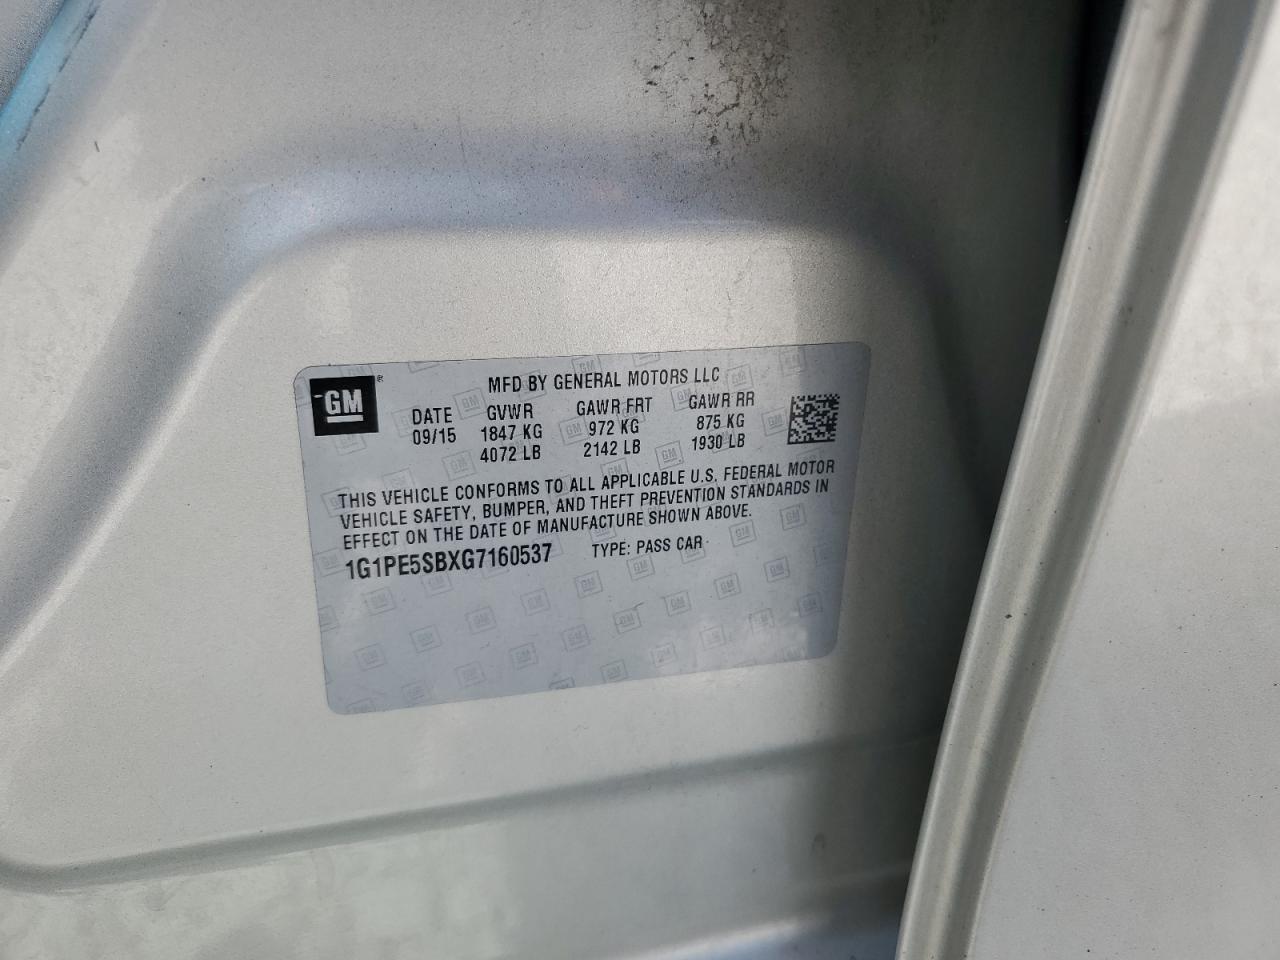 GM
MFD BY GENERAL MOTORS LLC
DATE GVWR GAWR FRT GAWR RR
09/15 1847 KG 972 KG 875 KG
4072 LB 2142 LB 1930 LB
THIS VEHICLE CONFORMS TO ALL APPLICABLE U.S. FEDERAL MOTOR
VEHICLE SAFETY, BUMPER, AND THEFT PREVENTION STANDARDS IN
EFFECT ON THE DATE OF MANUFACTURE SHOWN ABOVE.
1G1PE5SBXG7160537 TYPE: PASS CAR